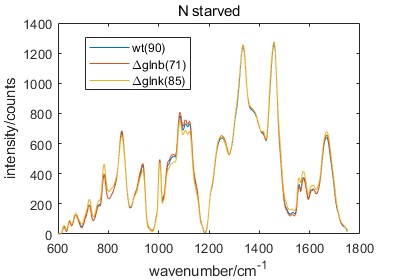 N starved
intensity/counts
1400
1200
1000
800
600
400
200
0
wt(90)
Δglnb(71)
Δglnk(85)
600 800 1000 1200 1400 1600 1800
wavenumber/cm⁻¹